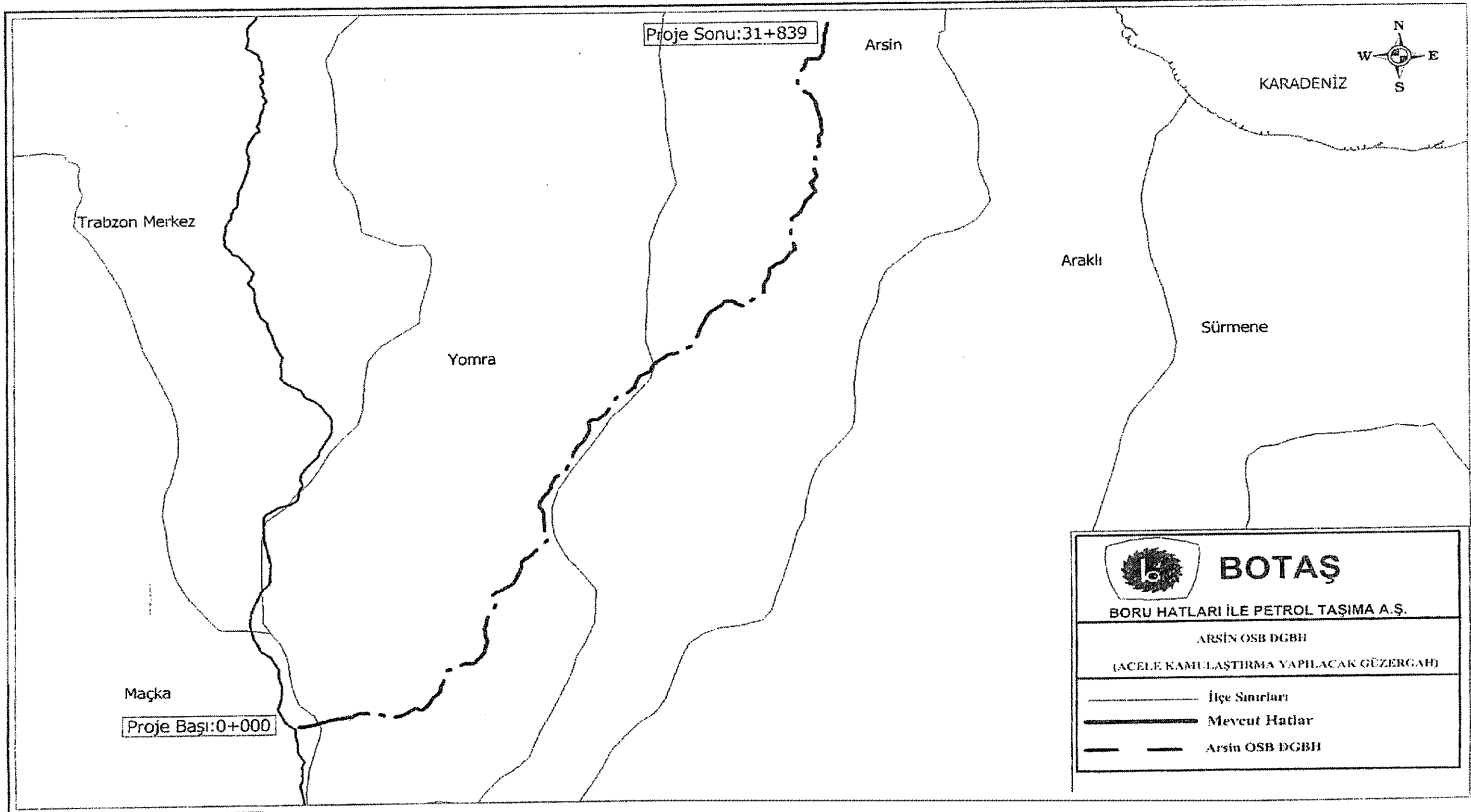 Proje Sonu:31+839
Arsin
N
W E
S
KARADENİZ
Trabzon Merkez
Araklı
Sürmene
Yomra
Maçka
Proje Başı:0+000
BOTAŞ
BORU HATLARI İLE PETROL TAŞIMA A.Ş.
ARSİN OSB DGBH
(ACELE KAMULAŞTIRMA YAPILACAK GÜZERGAH)
İlçe Sınırları
Mevcut Hatlar
Arsin OSB DGBH